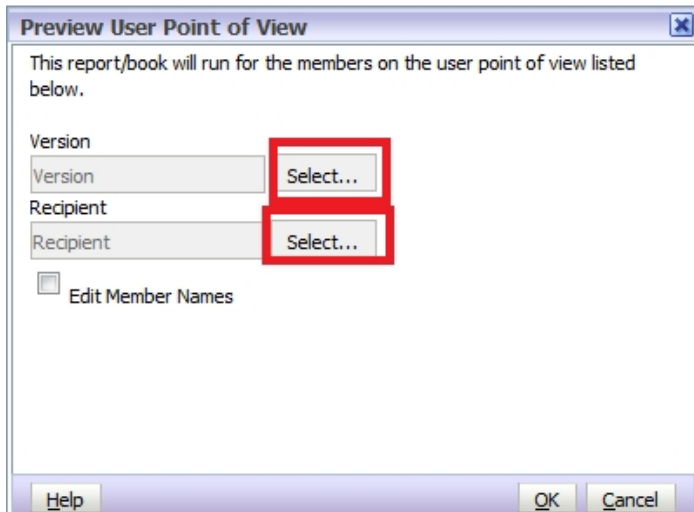 Preview User Point of View
This report/book will run for the members on the user point of view listed
below.
Version
Version Select...
Recipient
Recipient Select...
Edit Member Names
Help OK Cancel